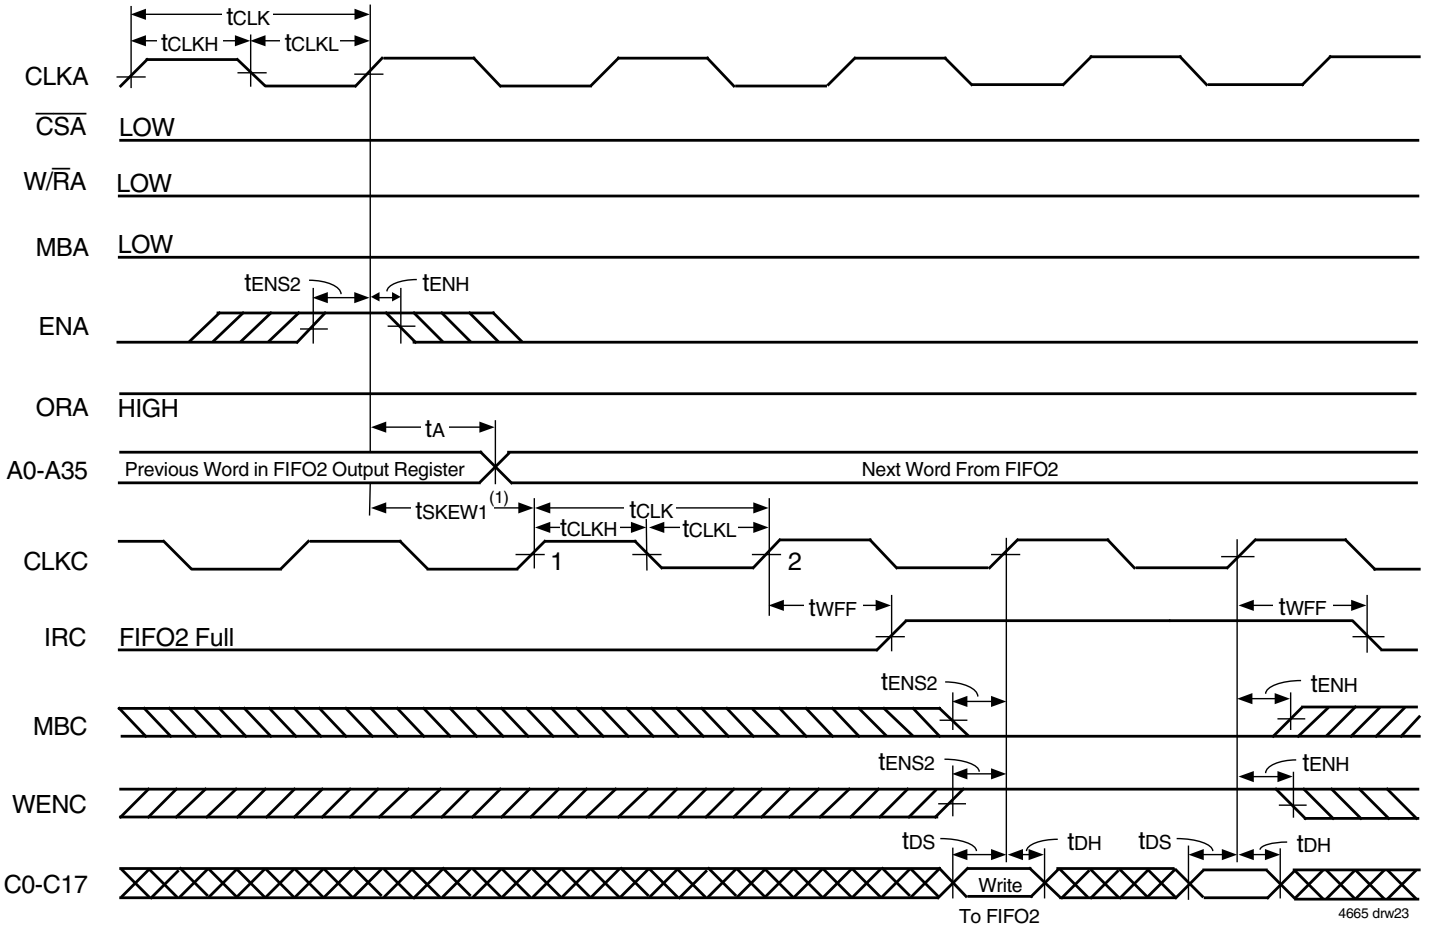 tCLK
tCLKH tCLKL
CLKA
CSA LOW
W/RA LOW
MBA LOW
tENS2 tENH
ENA
ORA HIGH
tA
A0-A35 Previous Word in FIFO2 Output Register Next Word From FIFO2
tSKEW1 (1) tCLK
tCLKH tCLKL
CLKC 1 2
tWFF tWFF
IRC FIFO2 Full
tENS2 tENH
MBC
tENS2 tENH
WENC
tDS tDH tDS tDH
C0-C17 Write
To FIFO2
4665 drw23